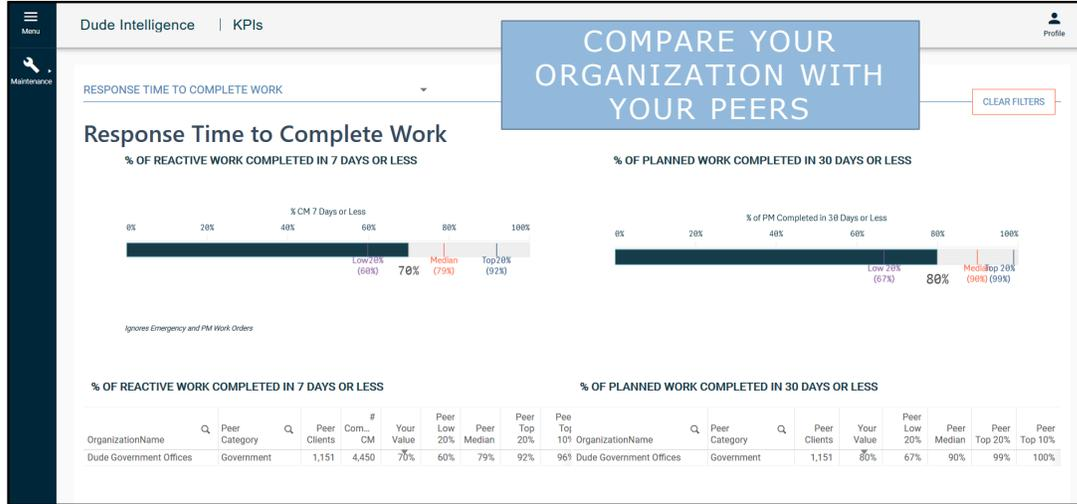 Menu
Dude Intelligence | KPIs
COMPARE YOUR
ORGANIZATION WITH
YOUR PEERS
Profile
Maintenance
RESPONSE TIME TO COMPLETE WORK
CLEAR FILTERS
Response Time to Complete Work
% OF REACTIVE WORK COMPLETED IN 7 DAYS OR LESS
% CM 7 Days or Less
0% 20% 40% 60% 80% 100%
Low20% Median Top20%
(60%) 70% (79%) (92%)
Ignores Emergency and PM Work Orders
% OF PLANNED WORK COMPLETED IN 30 DAYS OR LESS
% of PM Completed in 30 Days or Less
0% 20% 40% 60% 80% 100%
Low 20% Median Top 20%
(67%) 80% (90%) (99%)
% OF REACTIVE WORK COMPLETED IN 7 DAYS OR LESS
OrganizationName Peer Category Peer Clients # Com... CM Your Value Peer Low 20% Peer Median Peer Top 20% Peer Top 10%
Dude Government Offices Government 1,151 4,450 70% 60% 79% 92% 96%
% OF PLANNED WORK COMPLETED IN 30 DAYS OR LESS
OrganizationName Peer Category Peer Clients Your Value Peer Low 20% Peer Median Peer Top 20% Peer Top 10%
Dude Government Offices Government 1,151 80% 67% 90% 99% 100%